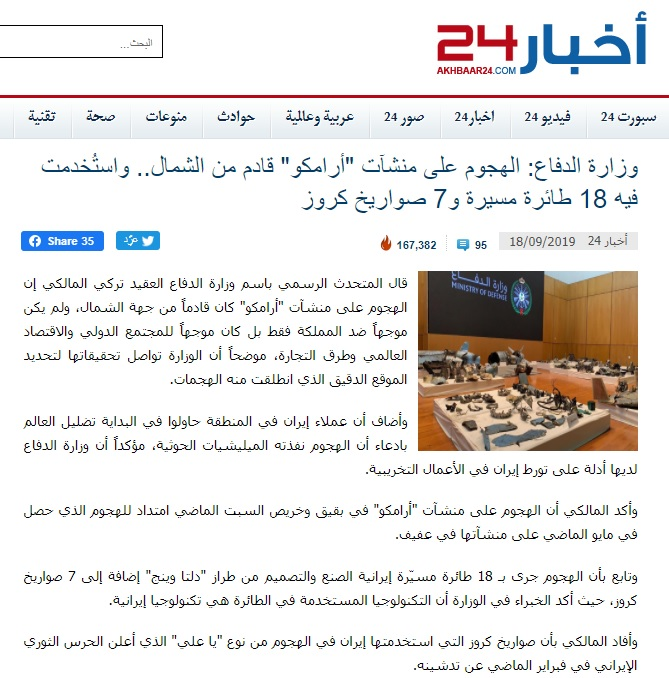 أخبار24
AKHBAAR24.COM
البحث...
سبورت 24
فيديو 24
اخبار24
صور 24
عربية وعالمية
حوادث
منوعات
صحة
تقنية
وزارة الدفاع: الهجوم على منشآت "أرامكو" قادم من الشمال.. واستُخدمت
فيه 18 طائرة مسيرة و7 صواريخ كروز
أخبار 24
18/09/2019
95
167,382
غرّد
Share 35
وزارة الدفاع
MINISTRY OF DEFENSE
قال المتحدث الرسمي باسم وزارة الدفاع العقيد تركي المالكي إن
الهجوم على منشآت "أرامكو" كان قادماً من جهة الشمال، ولم يكن
موجهاً ضد المملكة فقط بل كان موجهاً للمجتمع الدولي والاقتصاد
العالمي وطرق التجارة، موضحاً أن الوزارة تواصل تحقيقاتها لتحديد
الموقع الدقيق الذي انطلقت منه الهجمات.
وأضاف أن عملاء إيران في المنطقة حاولوا في البداية تضليل العالم
بادعاء أن الهجوم نفذته الميليشيات الحوثية، مؤكداً أن وزارة الدفاع
لديها أدلة على تورط إيران في الأعمال التخريبية.
وأكد المالكي أن الهجوم على منشآت "أرامكو" في بقيق وخريص السبت الماضي امتداد للهجوم الذي حصل
في مايو الماضي على منشآتها في عفيف.
وتابع بأن الهجوم جرى بـ 18 طائرة مسيّرة إيرانية الصنع والتصميم من طراز "دلتا وينج" إضافة إلى 7 صواريخ
كروز، حيث أكد الخبراء في الوزارة أن التكنولوجيا المستخدمة في الطائرة هي تكنولوجيا إيرانية.
وأفاد المالكي بأن صواريخ كروز التي استخدمتها إيران في الهجوم من نوع "يا علي" الذي أعلن الحرس الثوري
الإيراني في فبراير الماضي عن تدشينه.